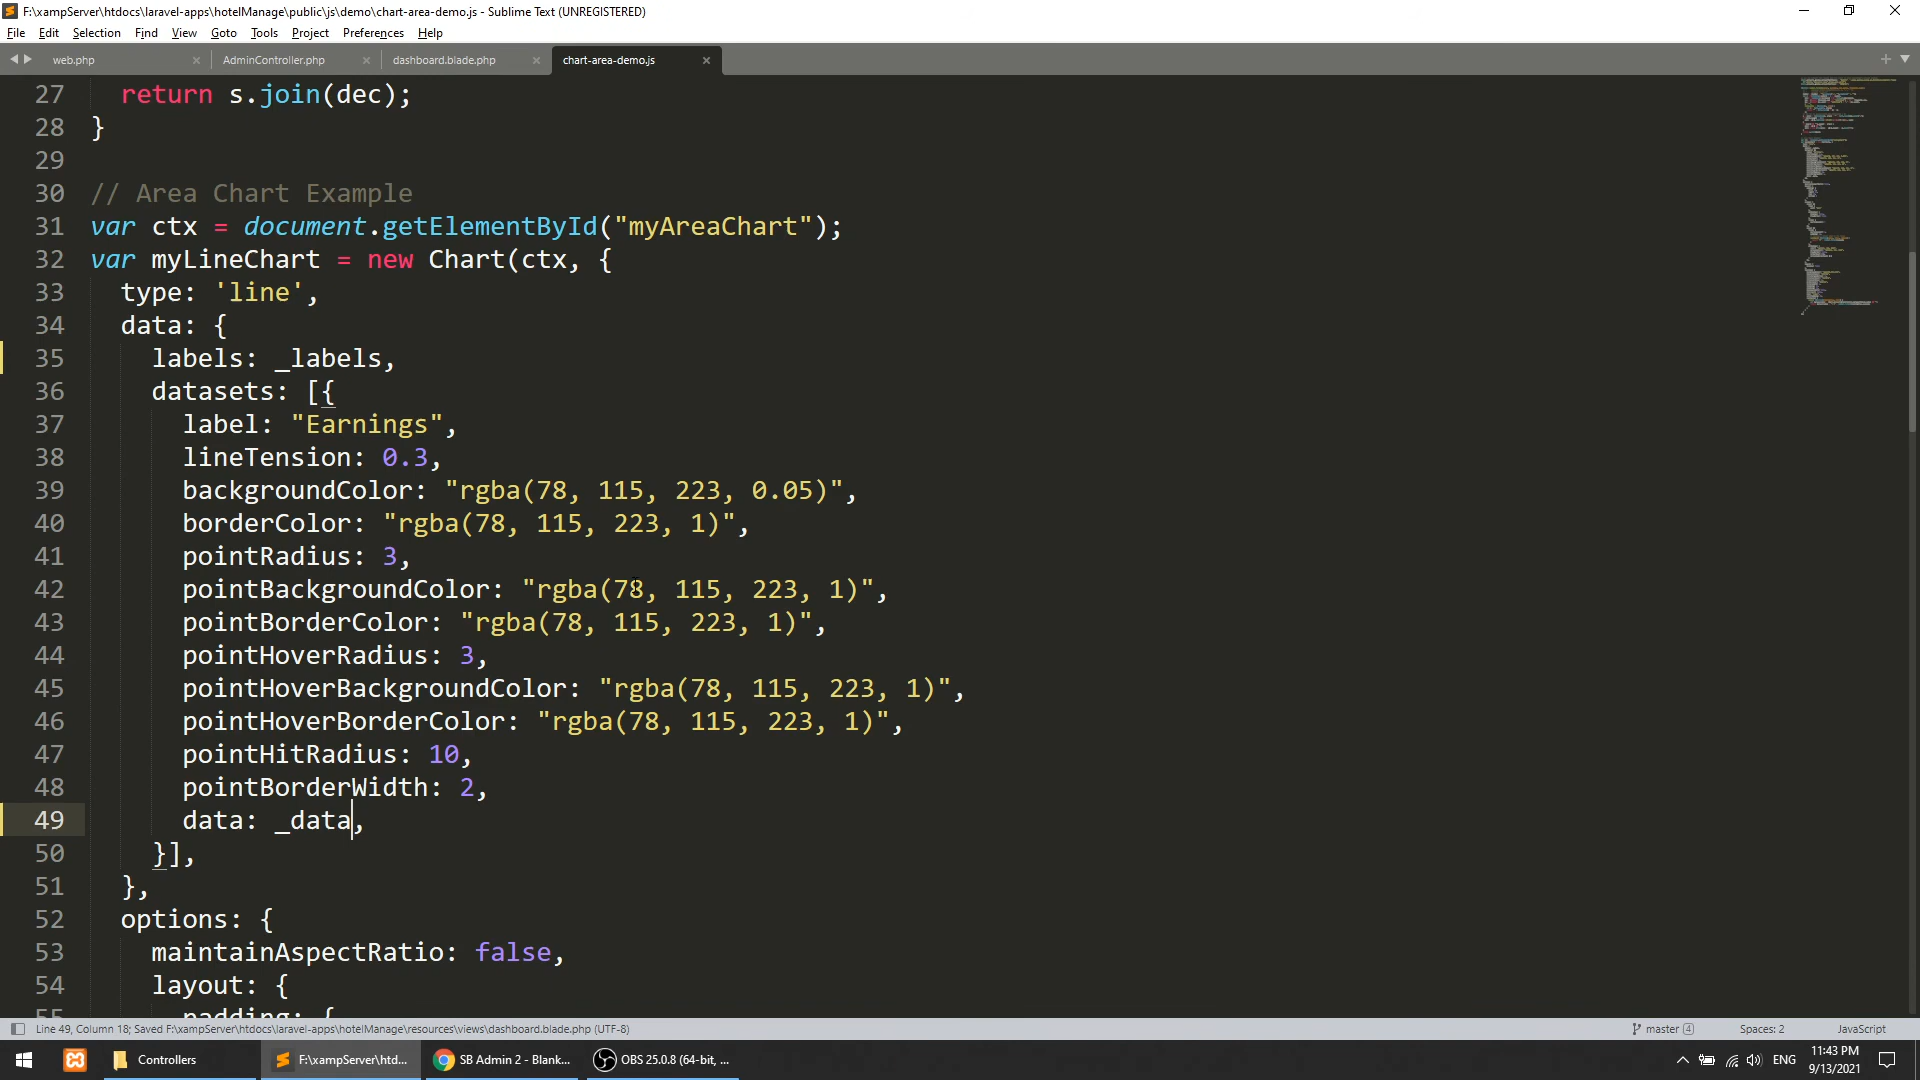 F:\xampServer\htdocs\laravel-apps\hotelManage\public\js\demo\chart-area-demo.js - Sublime Text (UNREGISTERED)
File Edit Selection Find View Goto Tools Project Preferences Help
web.php AdminController.php dashboard.blade.php chart-area-demo.js
27 return s.join(dec);
28 }
29
30 // Area Chart Example
31 var ctx = document.getElementById("myAreaChart");
32 var myLineChart = new Chart(ctx, {
33 type: 'line',
34 data: {
35 labels: _labels,
36 datasets: [{
37 label: "Earnings",
38 lineTension: 0.3,
39 backgroundColor: "rgba(78, 115, 223, 0.05)",
40 borderColor: "rgba(78, 115, 223, 1)",
41 pointRadius: 3,
42 pointBackgroundColor: "rgba(78, 115, 223, 1)",
43 pointBorderColor: "rgba(78, 115, 223, 1)",
44 pointHoverRadius: 3,
45 pointHoverBackgroundColor: "rgba(78, 115, 223, 1)",
46 pointHoverBorderColor: "rgba(78, 115, 223, 1)",
47 pointHitRadius: 10,
48 pointBorderWidth: 2,
49 data: _data,
50 }],
51 },
52 options: {
53 maintainAspectRatio: false,
54 layout: {
55 padding: {
Line 49, Column 18; Saved F:\xampServer\htdocs\laravel-apps\hotelManage\resources\views\dashboard.blade.php (UTF-8) master 4 Spaces: 2 JavaScript
Controllers F:\xampServer\htd... SB Admin 2 - Blank... OBS 25.0.8 (64-bit, ... ENG 11:43 PM
9/13/2021